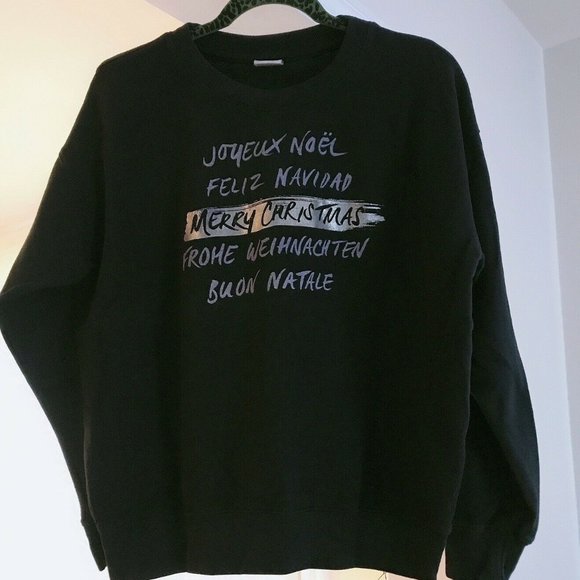 JOYEUX NOËL
FELIZ NAVIDAD
MERRY CHRISTMAS
FROHE WEIHNACHTEN
BUON NATALE